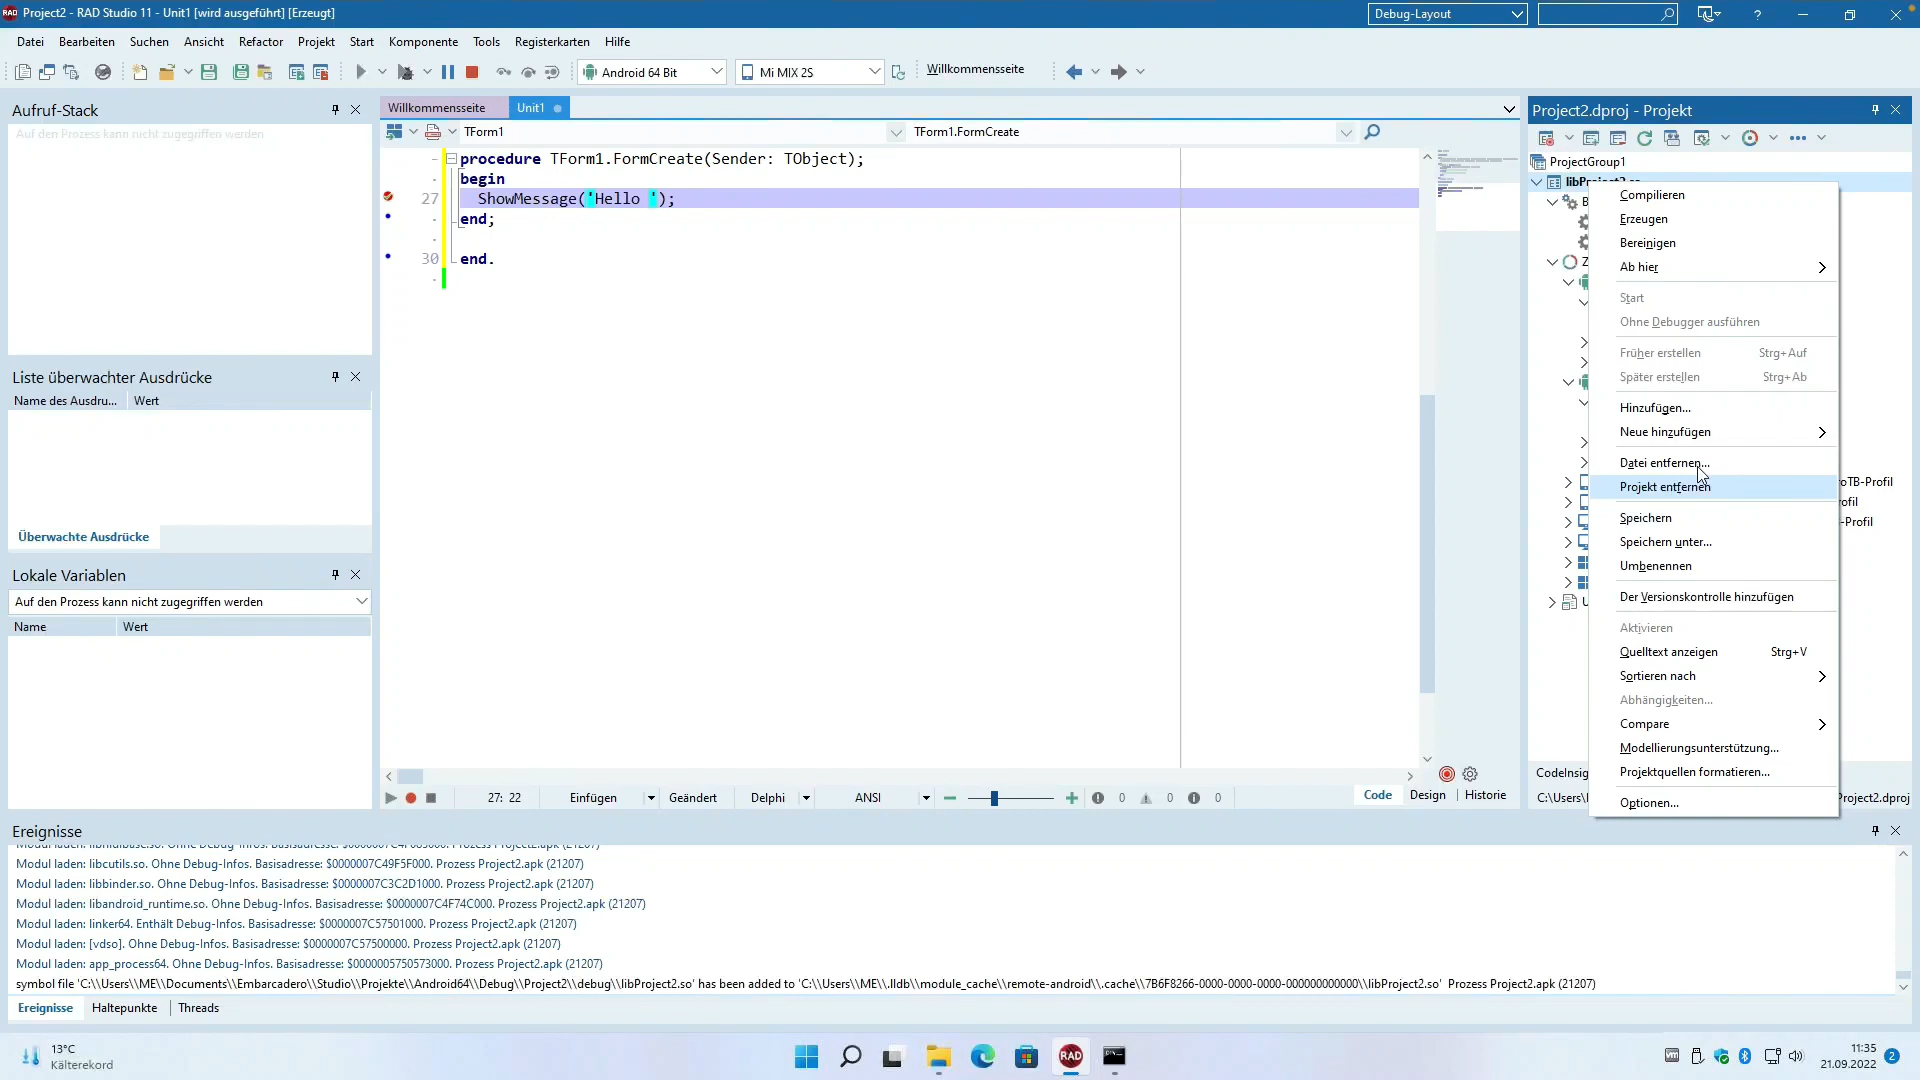 Project2 - RAD Studio 11 - Unit1 [wird ausgeführt] [Erzeugt]
Debug-Layout
Datei Bearbeiten Suchen Ansicht Refactor Projekt Start Komponente Tools Registerkarten Hilfe
Android 64 Bit
Mi MIX 2S
Willkommensseite
Aufruf-Stack
Auf den Prozess kann nicht zugegriffen werden
Liste überwachter Ausdrücke
Name des Ausdru... Wert
Überwachte Ausdrücke
Lokale Variablen
Auf den Prozess kann nicht zugegriffen werden
Name Wert
Willkommensseite Unit1
TForm1 TForm1.FormCreate
procedure TForm1.FormCreate(Sender: TObject);
begin
27 ShowMessage('Hello ');
end;
30 end.
27: 22 Einfügen Geändert Delphi ANSI 0 0 0
Code Design Historie
Project2.dproj - Projekt
ProjectGroup1
Compilieren
Erzeugen
Bereinigen
Ab hier
Start
Ohne Debugger ausführen
Früher erstellen Strg+Auf
Später erstellen Strg+Ab
Hinzufügen...
Neue hinzufügen
Datei entfernen...
Projekt entfernen
Speichern
Speichern unter...
Umbenennen
Der Versionskontrolle hinzufügen
Aktivieren
Quelltext anzeigen Strg+V
Sortieren nach
Abhängigkeiten...
Compare
Modellierungsunterstützung...
Projektquellen formatieren...
Optionen...
Ereignisse
Modul laden: libcutils.so. Ohne Debug-Infos. Basisadresse: $0000007C49F5F000. Prozess Project2.apk (21207)
Modul laden: libbinder.so. Ohne Debug-Infos. Basisadresse: $0000007C3C2D1000. Prozess Project2.apk (21207)
Modul laden: libandroid_runtime.so. Ohne Debug-Infos. Basisadresse: $0000007C4F74C000. Prozess Project2.apk (21207)
Modul laden: linker64. Enthält Debug-Infos. Basisadresse: $0000007C57501000. Prozess Project2.apk (21207)
Modul laden: [vdso]. Ohne Debug-Infos. Basisadresse: $0000007C57500000. Prozess Project2.apk (21207)
Modul laden: app_process64. Ohne Debug-Infos. Basisadresse: $0000005750573000. Prozess Project2.apk (21207)
symbol file 'C:\\Users\\ME\\Documents\\Embarcadero\\Studio\\Projekte\\Android64\\Debug\\Project2\\debug\\libProject2.so' has been added to 'C:\\Users\\ME\\.lldb\\module_cache\\remote-android\\.cache\\7B6F8266-0000-0000-0000-000000000000\\libProject2.so' Prozess Project2.apk (21207)
Ereignisse Haltepunkte Threads
13°C
Kälterekord
RAD
11:35
21.09.2022
2